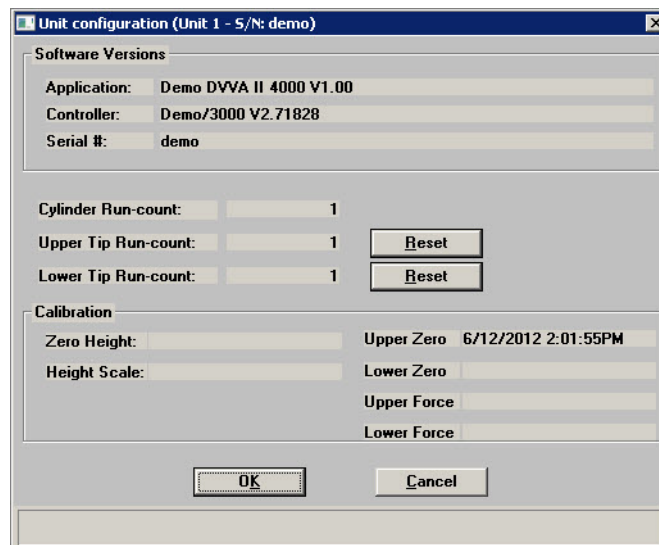 Unit configuration (Unit 1 - S/N: demo)
Software Versions
Application: Demo DVVA II 4000 V1.00
Controller: Demo/3000 V2.71828
Serial #: demo
Cylinder Run-count: 1
Upper Tip Run-count: 1 Reset
Lower Tip Run-count: 1 Reset
Calibration
Zero Height: Upper Zero 6/12/2012 2:01:55PM
Height Scale: Lower Zero
Upper Force
Lower Force
OK Cancel